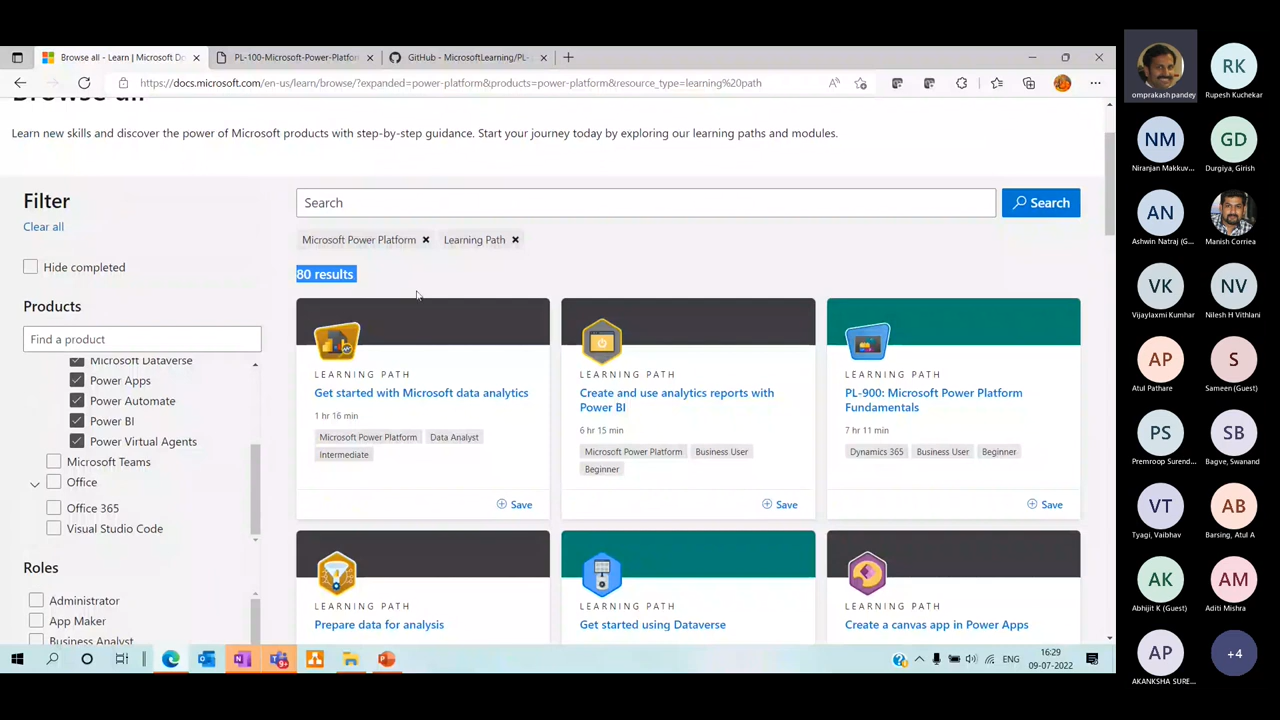 Browse all - Learn | Microsoft Do
PL-100-Microsoft-Power-Platfor
GitHub - MicrosoftLearning/PL-
https://docs.microsoft.com/en-us/learn/browse/?expanded=power-platform&products=power-platform&resource_type=learning%20path
Browse all
Learn new skills and discover the power of Microsoft products with step-by-step guidance. Start your journey today by exploring our learning paths and modules.
Filter
Clear all
Hide completed
Products
Find a product
Microsoft Dataverse
Power Apps
Power Automate
Power BI
Power Virtual Agents
Microsoft Teams
Office
Office 365
Visual Studio Code
Roles
Administrator
App Maker
Business Analyst
Search
Search
Microsoft Power Platform
Learning Path
80 results
LEARNING PATH
Get started with Microsoft data analytics
1 hr 16 min
Microsoft Power Platform
Data Analyst
Intermediate
Save
LEARNING PATH
Create and use analytics reports with
Power BI
6 hr 15 min
Microsoft Power Platform
Business User
Beginner
Save
LEARNING PATH
PL-900: Microsoft Power Platform
Fundamentals
7 hr 11 min
Dynamics 365
Business User
Beginner
Save
LEARNING PATH
Prepare data for analysis
LEARNING PATH
Get started using Dataverse
LEARNING PATH
Create a canvas app in Power Apps
ENG
16:29
09-07-2022
omprakash pandey
RK
Rupesh Kuchekar
NM
Niranjan Makkuv...
GD
Durgiya, Girish
AN
Ashwin Natraj (G...
Manish Corriea
VK
Vijaylaxmi Kumhar
NV
Nilesh H Vithlani
AP
Atul Pathare
S
Sameen (Guest)
PS
Premroop Surend...
SB
Bagve, Swanand
VT
Tyagi, Vaibhav
AB
Barsing, Atul A
AK
Abhijit K (Guest)
AM
Aditi Mishra
AP
AKANKSHA SURE...
+4